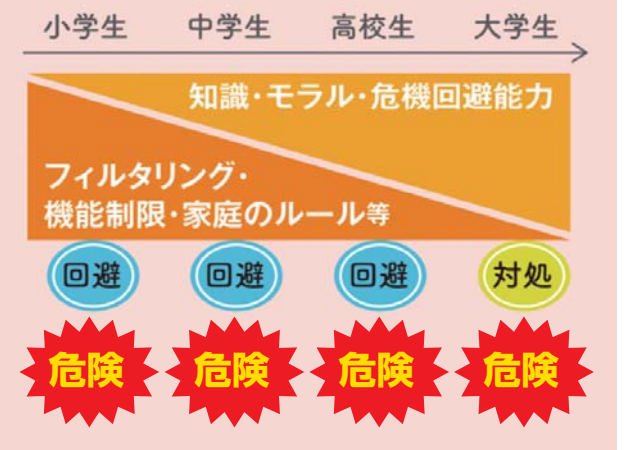 小学生 中学生 高校生 大学生
知識・モラル・危機回避能力
フィルタリング・
機能制限・家庭のルール等
回避 回避 回避 対処
危険 危険 危険 危険